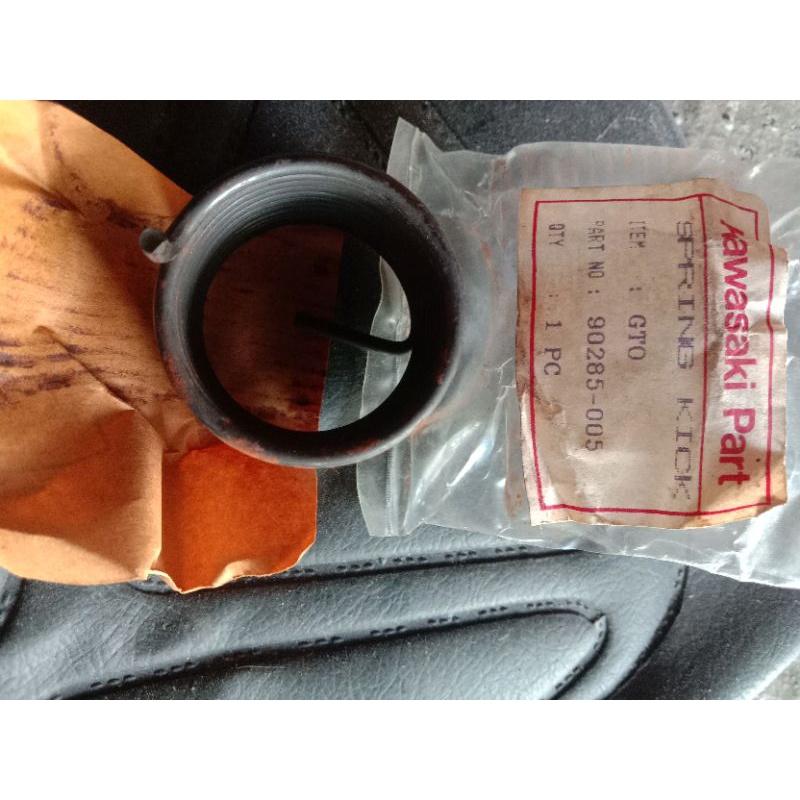 Kawasaki Part
SPRING KICK
ITEM : GTO
PART NO : 90285-005
QTY : 1 PC